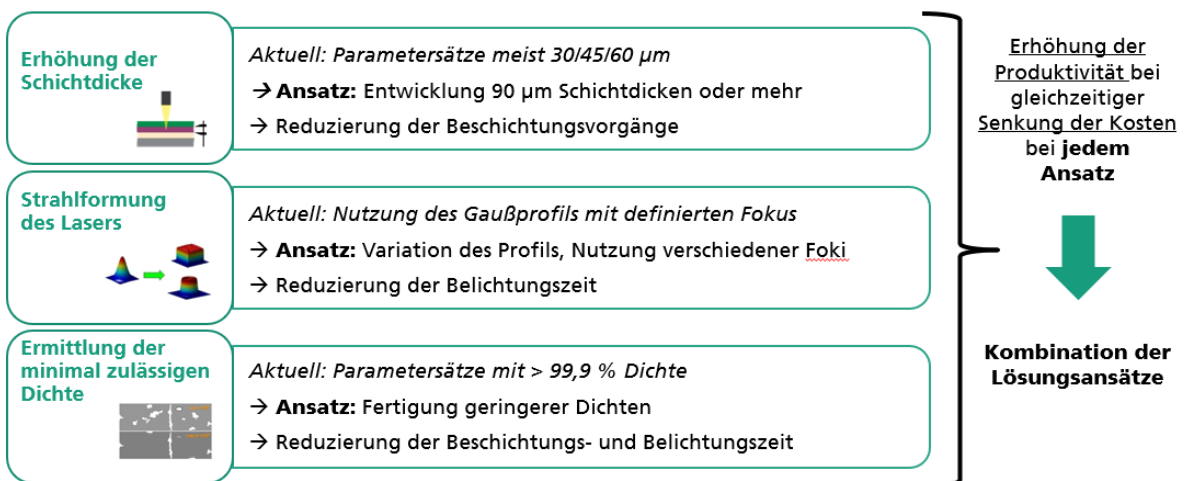 Erhöhung der
Schichtdicke
Aktuell: Parametersätze meist 30/45/60 µm
→ Ansatz: Entwicklung 90 µm Schichtdicken oder mehr
→ Reduzierung der Beschichtungsvorgänge
Strahlformung
des Lasers
Aktuell: Nutzung des Gaußprofils mit definierten Fokus
→ Ansatz: Variation des Profils, Nutzung verschiedener Foki
→ Reduzierung der Belichtungszeit
Ermittlung der
minimal zulässigen
Dichte
Aktuell: Parametersätze mit > 99,9 % Dichte
→ Ansatz: Fertigung geringerer Dichten
→ Reduzierung der Beschichtungs- und Belichtungszeit
Erhöhung der
Produktivität bei
gleichzeitiger
Senkung der Kosten
bei jedem
Ansatz
Kombination der
Lösungsansätze